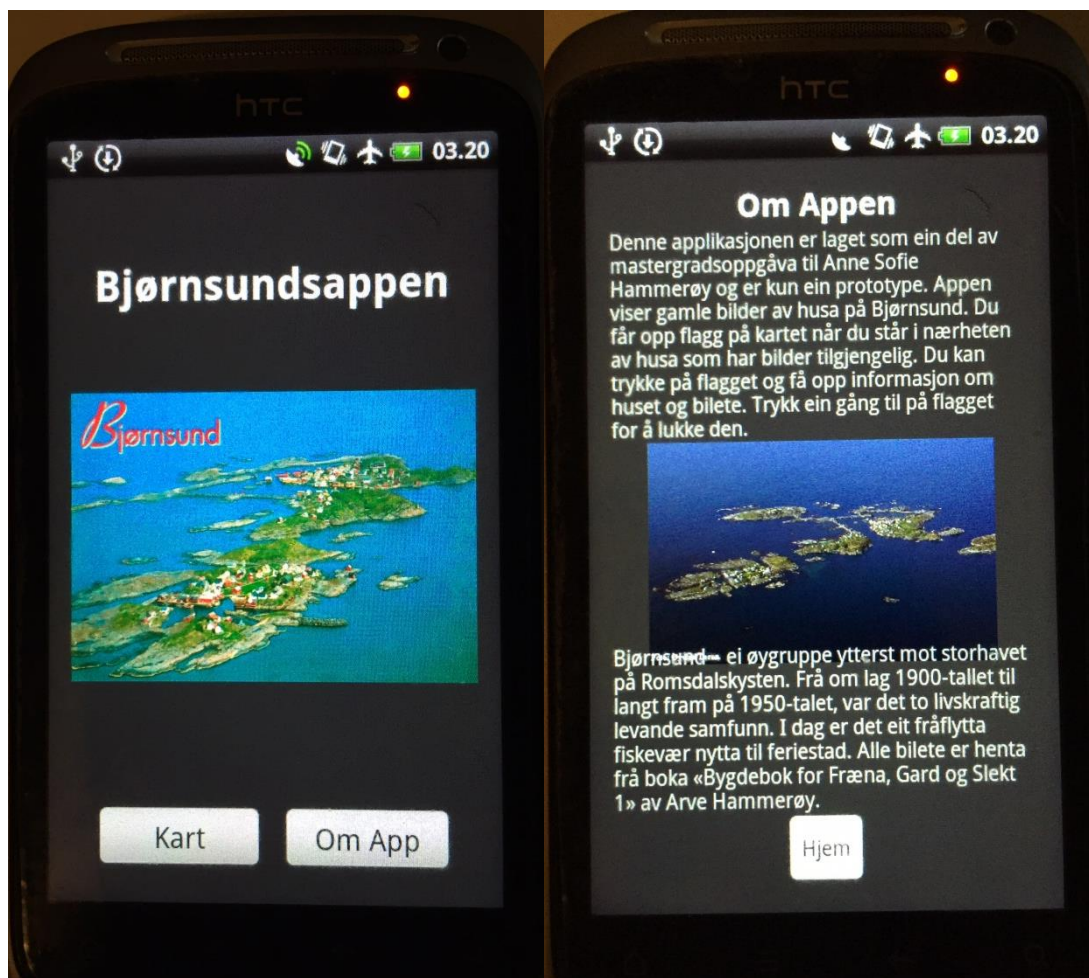 hTC
03.20
Bjørnsundsappen
Bjørnsund
Kart
Om App
hTC
03.20
Om Appen
Denne applikasjonen er laget som ein del av
mastergradsoppgåva til Anne Sofie
Hammerøy og er kun ein prototype. Appen
viser gamle bilder av husa på Bjørnsund. Du
får opp flagg på kartet når du står i nærheten
av husa som har bilder tilgjengelig. Du kan
trykke på flagget og få opp informasjon om
huset og bilete. Trykk ein gång til på flagget
for å lukke den.
Bjørnsund – ei øygruppe ytterst mot storhavet
på Romsdalskysten. Frå om lag 1900-tallet til
langt fram på 1950-talet, var det to livskraftig
levande samfunn. I dag er det eit fråflytta
fiskevær nytta til feriestad. Alle bilete er henta
frå boka «Bygdebok for Fræna, Gard og Slekt
1» av Arve Hammerøy.
Hjem